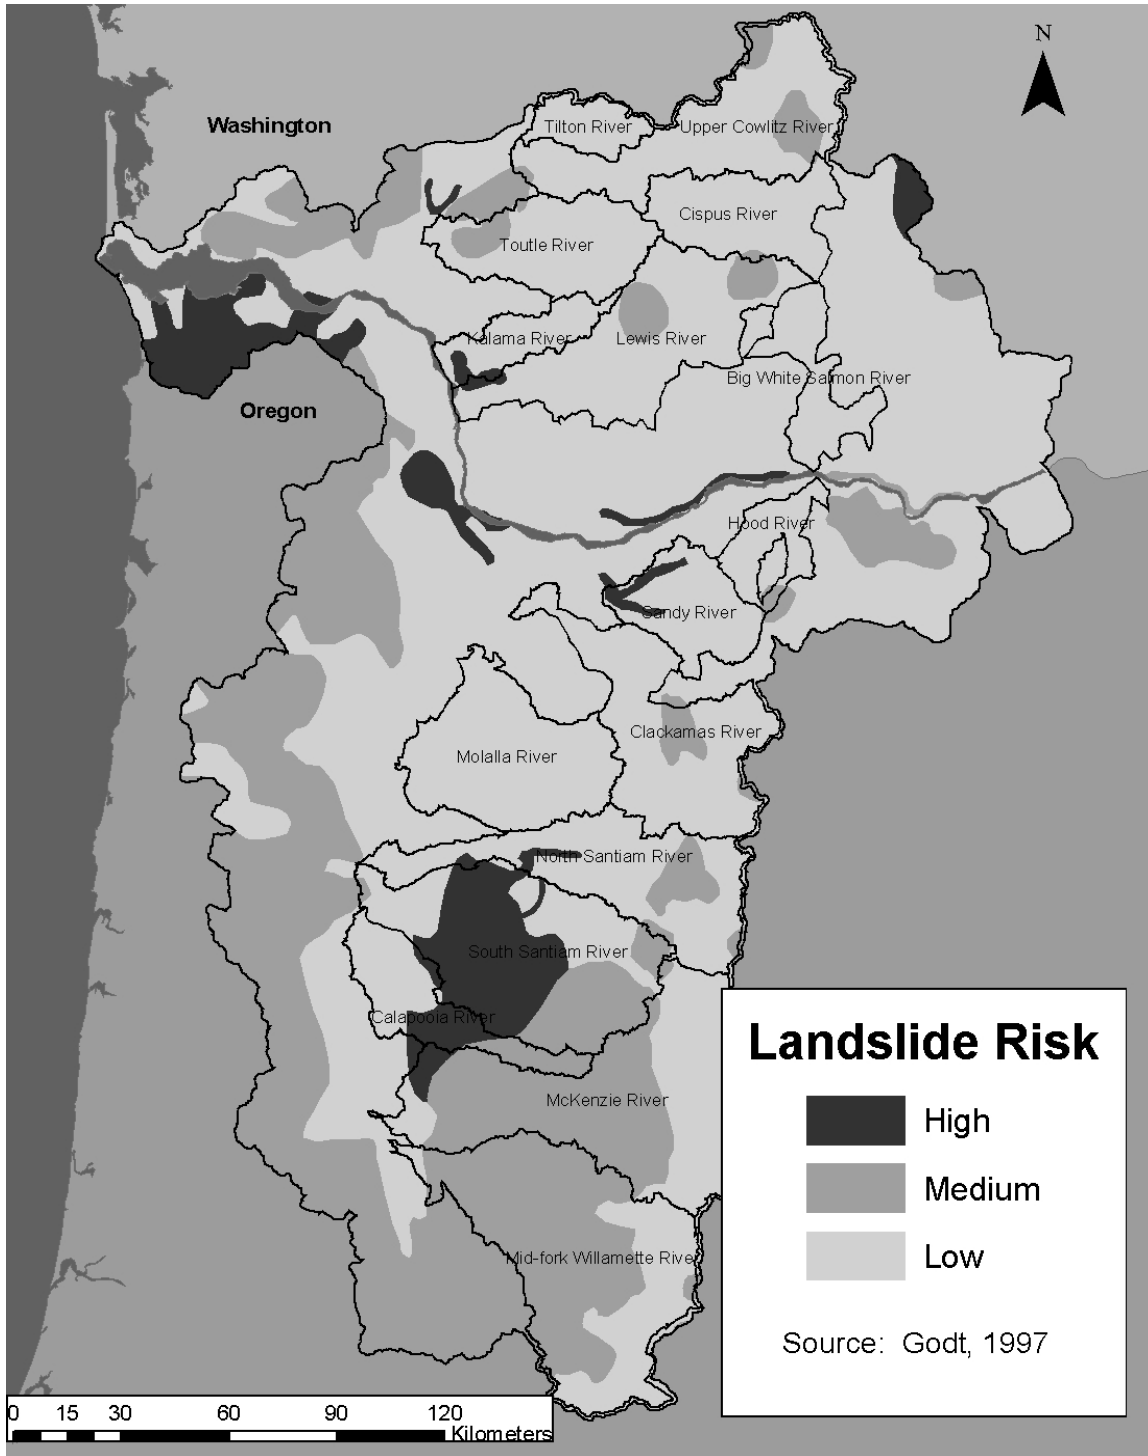 N
Washington
Tilton River
Upper Cowlitz River
Cispus River
Toutle River
Kalama River
Lewis River
Big White Salmon River
Oregon
Hood River
Sandy River
Clackamas River
Molalla River
North Santiam River
South Santiam River
Calapooia River
McKenzie River
Mid-fork Willamette River
Landslide Risk
High
Medium
Low
Source: Godt, 1997
0 15 30 60 90 120
Kilometers